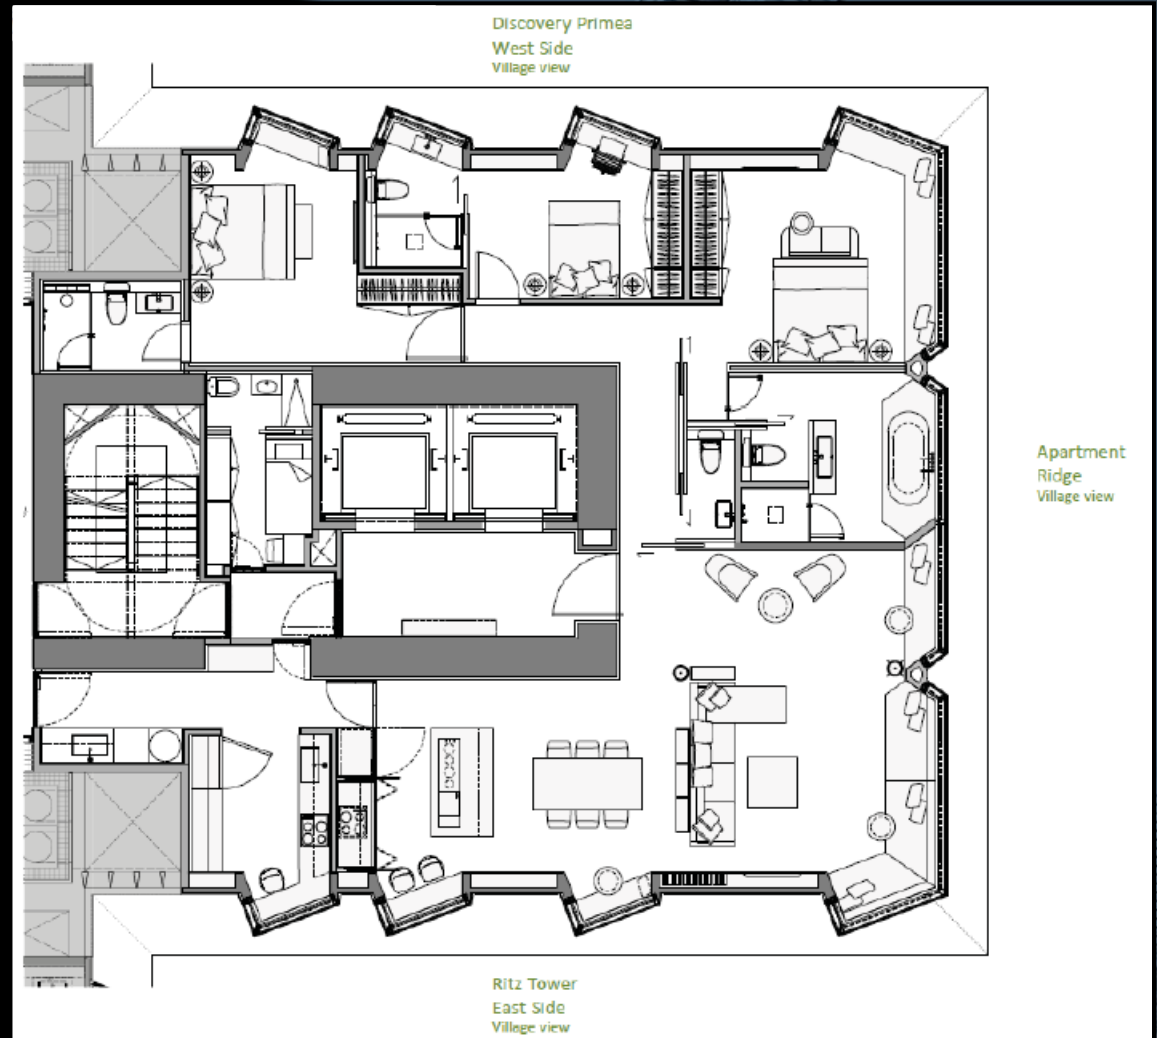 Discovery Primea
West Side
Village view
Apartment
Ridge
Village view
Ritz Tower
East Side
Village view